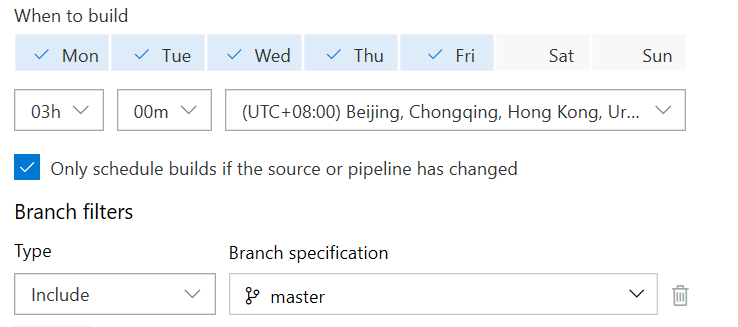 When to build
Mon Tue Wed Thu Fri Sat Sun
03h 00m (UTC+08:00) Beijing, Chongqing, Hong Kong, Ur...
Only schedule builds if the source or pipeline has changed
Branch filters
Type Branch specification
Include master